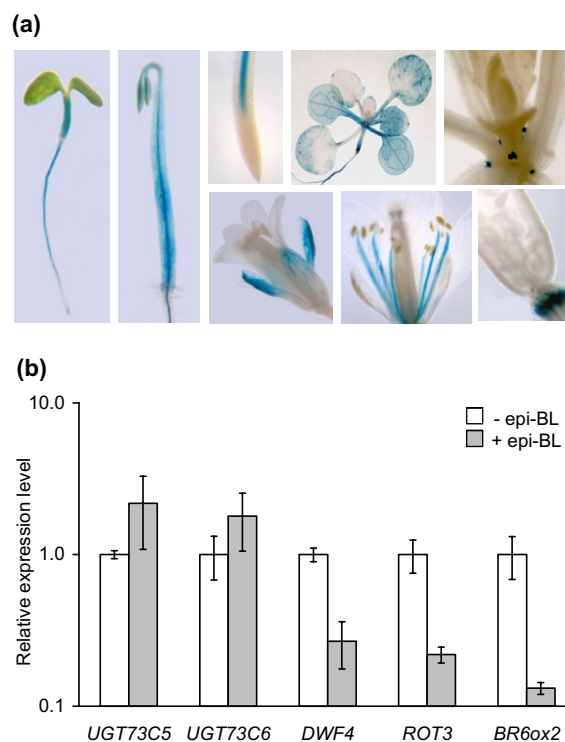 (a)
(b)
10.0
1.0
0.1
Relative expression level
- epi-BL
+ epi-BL
UGT73C5 UGT73C6 DWF4 ROT3 BR6ox2